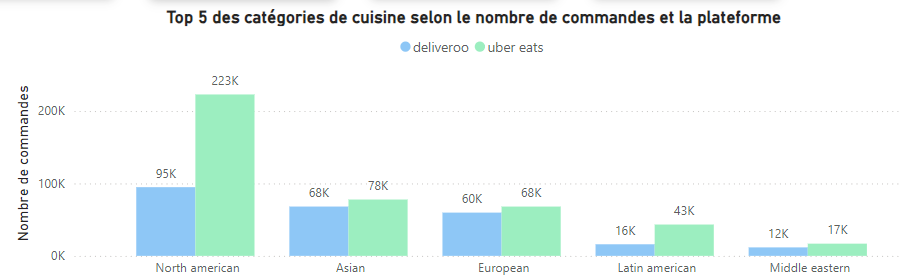 Top 5 des catégories de cuisine selon le nombre de commandes et la plateforme
deliveroo uber eats
Nombre de commandes
200K
100K
0K
95K 223K
68K 78K
60K 68K
16K 43K
12K 17K
North american Asian European Latin american Middle eastern